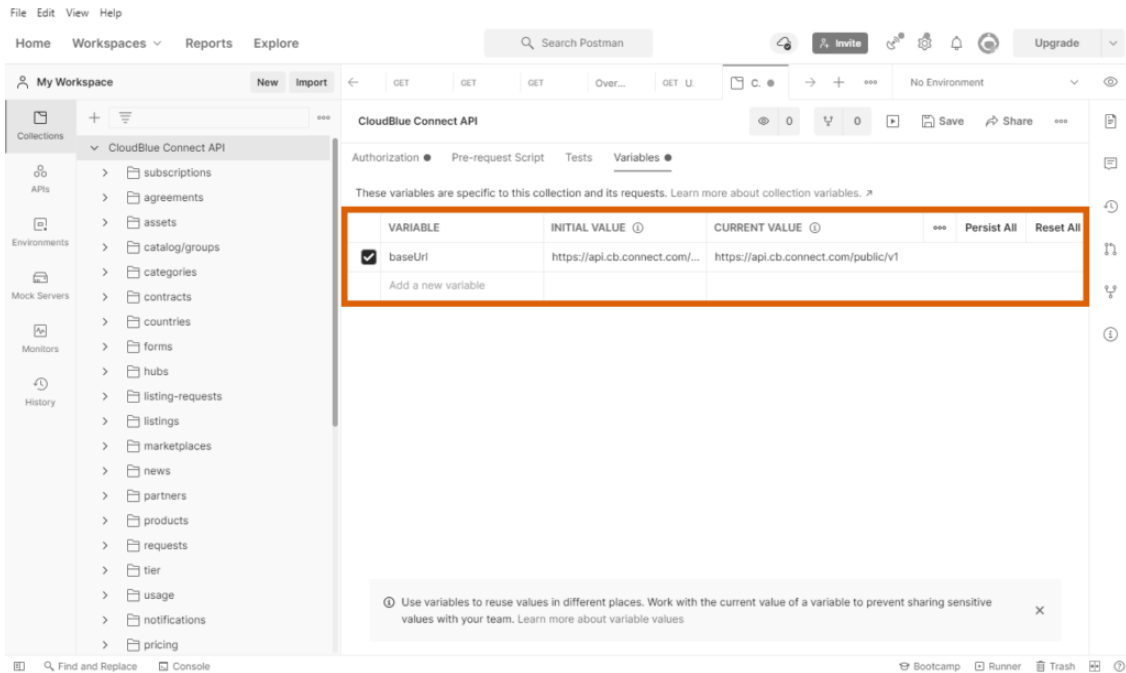 File Edit View Help
Home Workspaces Reports Explore Search Postman Invite Upgrade
My Workspace New Import GET GET GET Over... GET U. C. No Environment
Collections
APIs
Environments
Mock Servers
Monitors
History
CloudBlue Connect API
subscriptions
agreements
assets
catalog/groups
categories
contracts
countries
forms
hubs
listing-requests
listings
marketplaces
news
partners
products
requests
tier
usage
notifications
pricing
CloudBlue Connect API 0 0 Save Share
Authorization Pre-request Script Tests Variables
These variables are specific to this collection and its requests. Learn more about collection variables.
VARIABLE INITIAL VALUE CURRENT VALUE Persist All Reset All
baseUrl https://api.cb.connect.com/... https://api.cb.connect.com/public/v1
Add a new variable
Use variables to reuse values in different places. Work with the current value of a variable to prevent sharing sensitive
values with your team. Learn more about variable values
Find and Replace Console Bootcamp Runner Trash